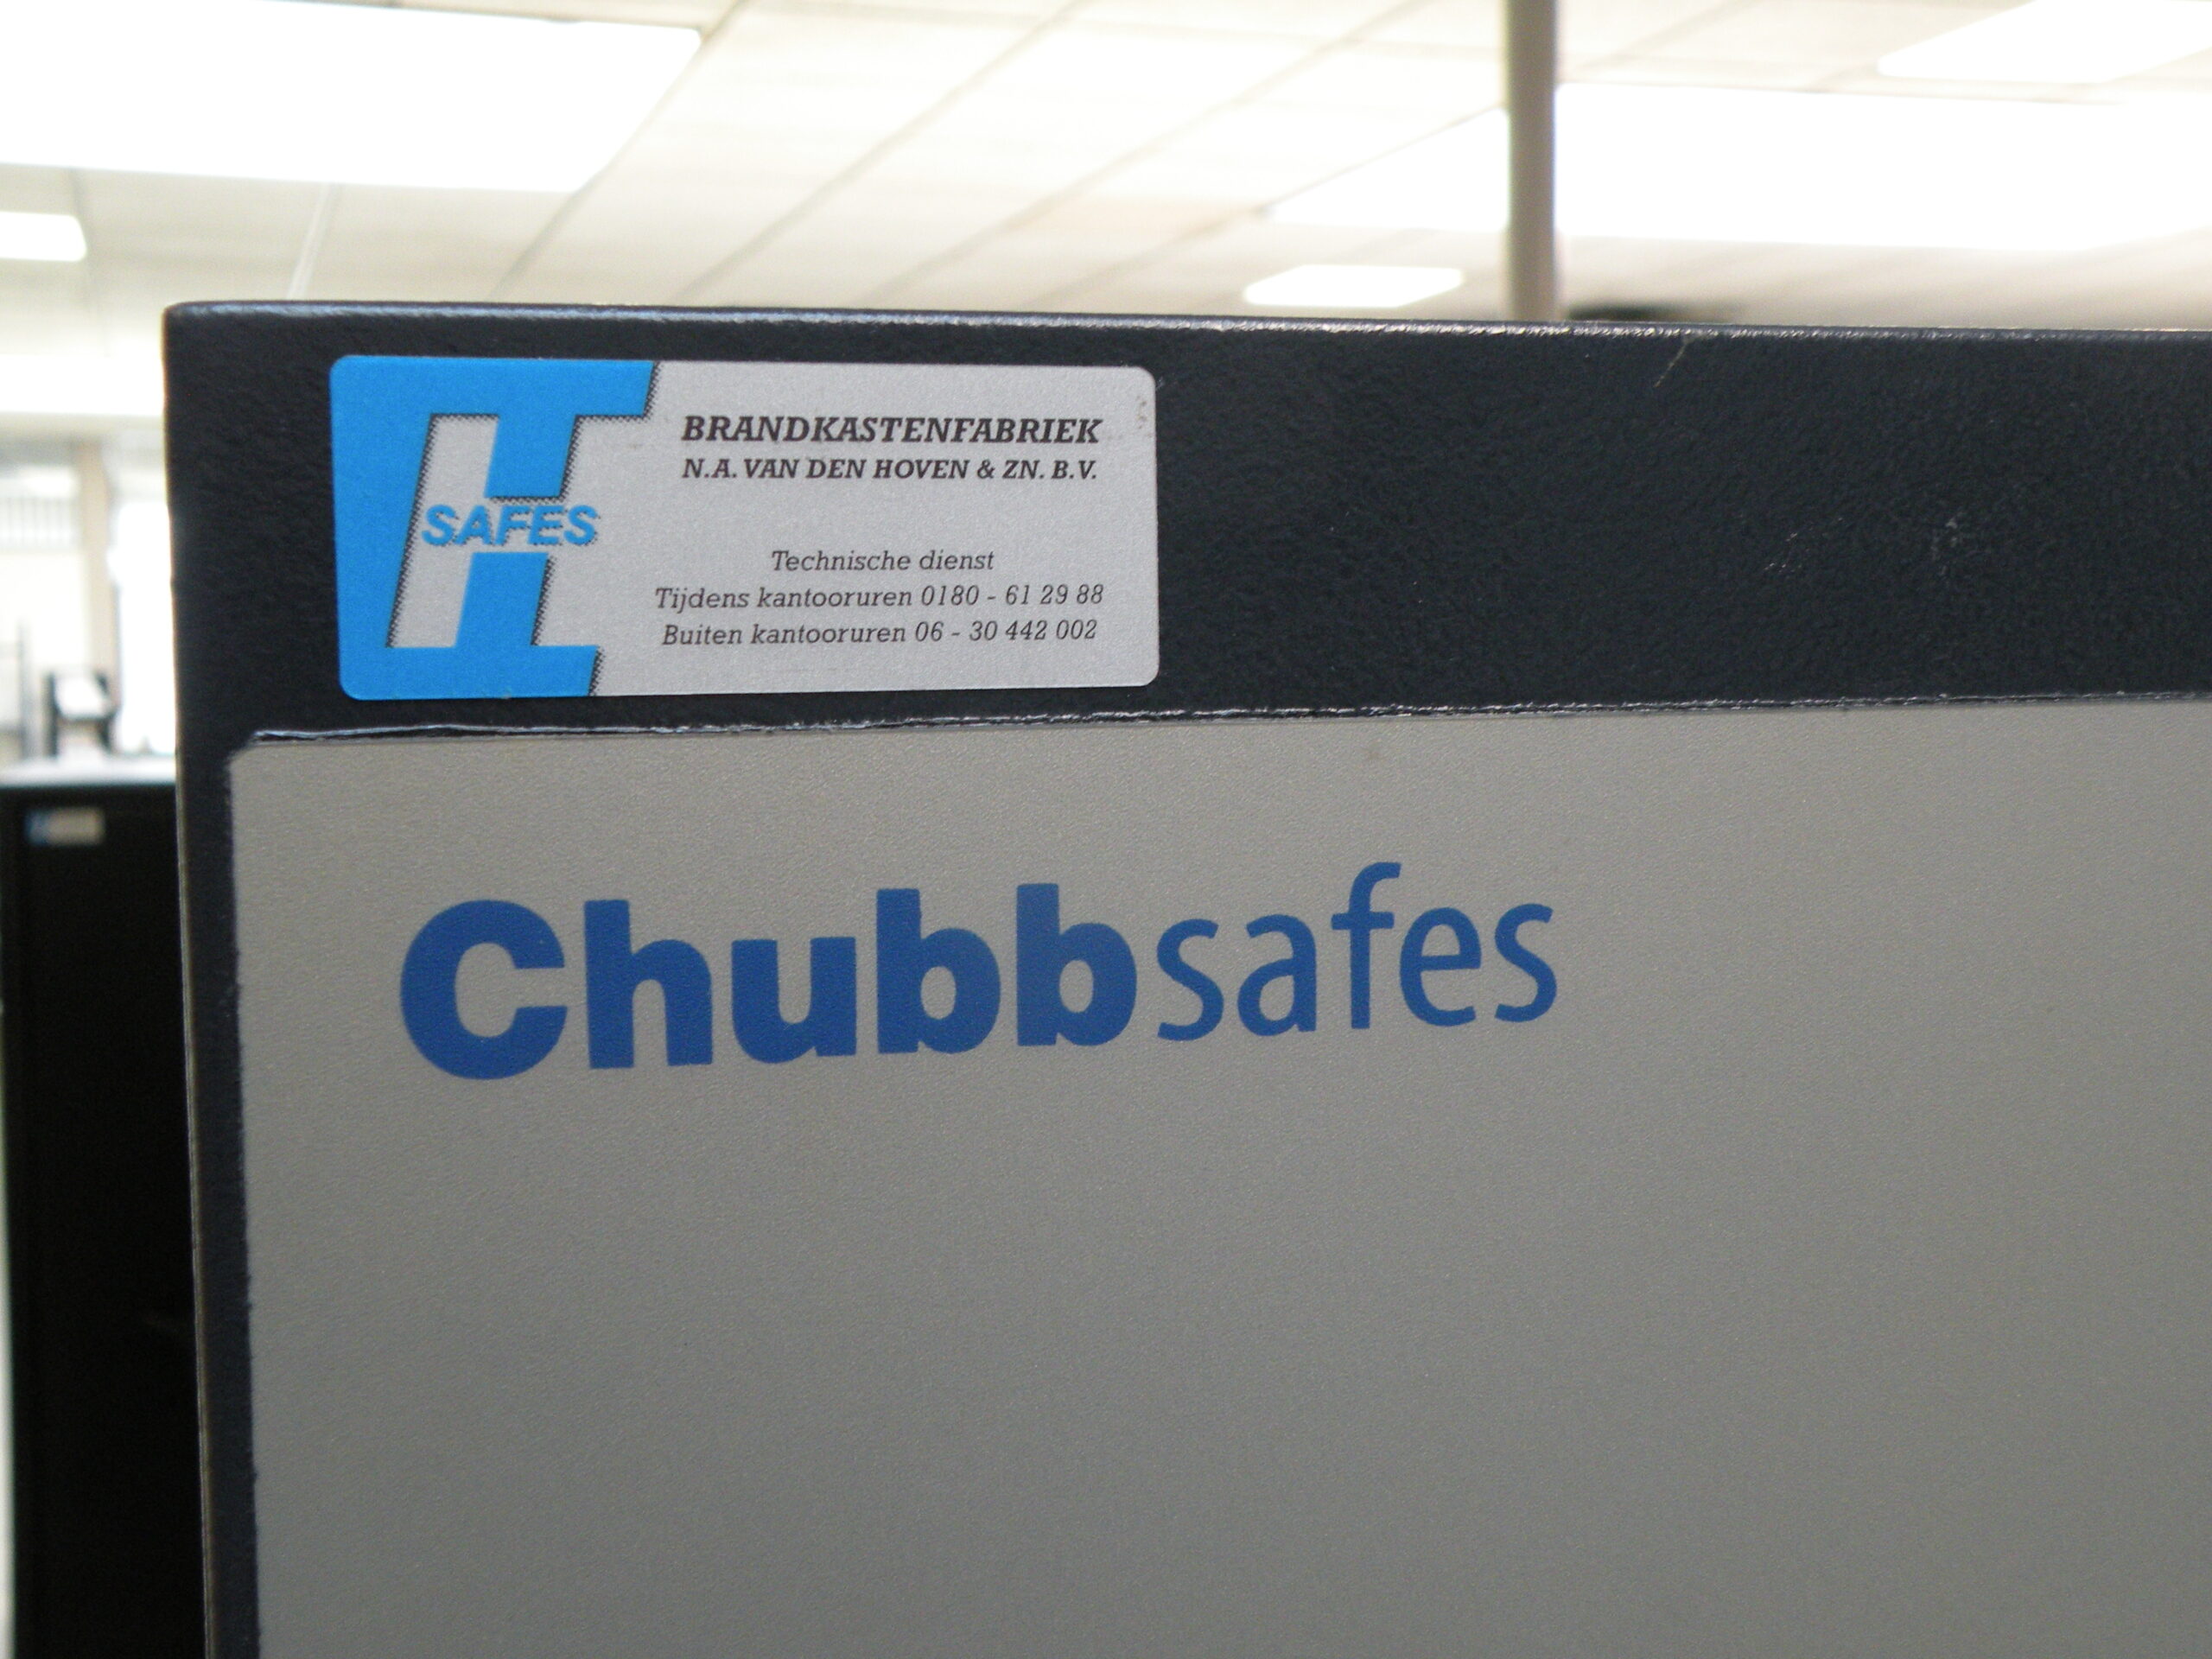 SAFES
BRANDKASTENFABRIEK
N.A. VAN DEN HOVEN & ZN. B.V.
Technische dienst
Tijdens kantooruren 0180 - 61 29 88
Buiten kantooruren 06 - 30 442 002
Chubbsafes